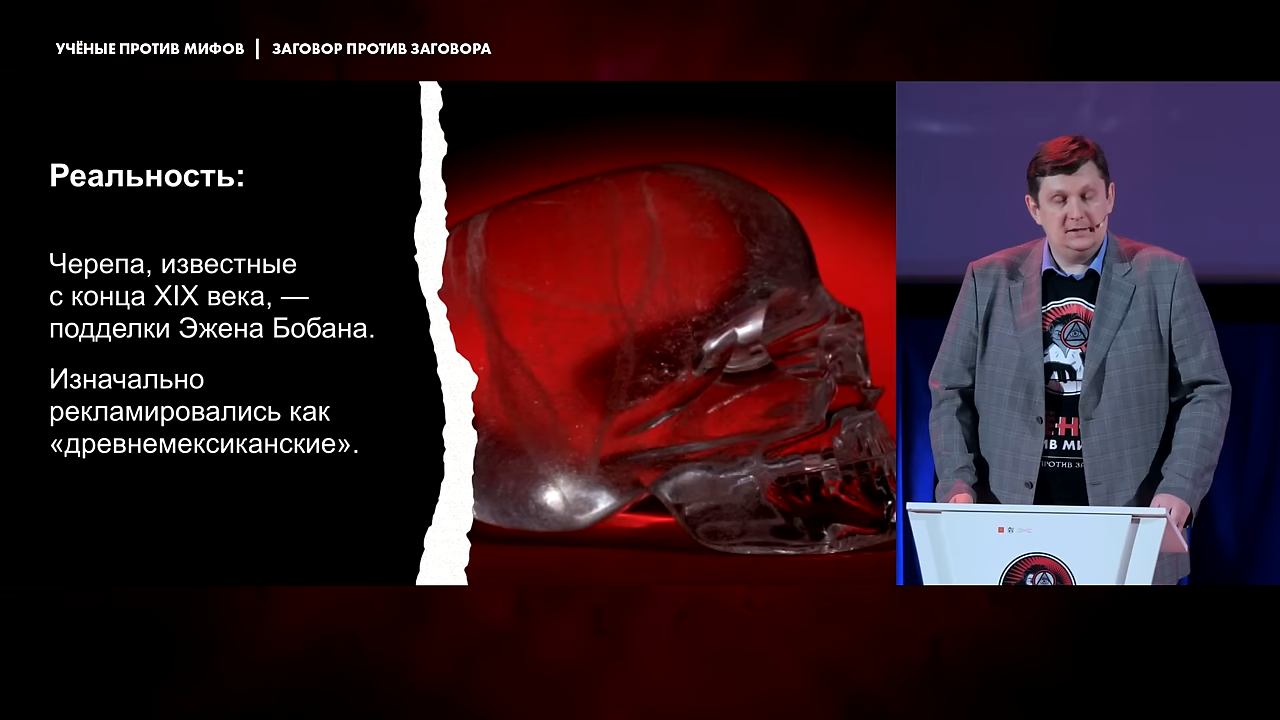 УЧЁНЫЕ ПРОТИВ МИФОВ | ЗАГОВОР ПРОТИВ ЗАГОВОРА
Реальность:
Черепа, известные
с конца XIX века, —
подделки Эжена Бобана.
Изначально
рекламировались как
«древнемексиканские».